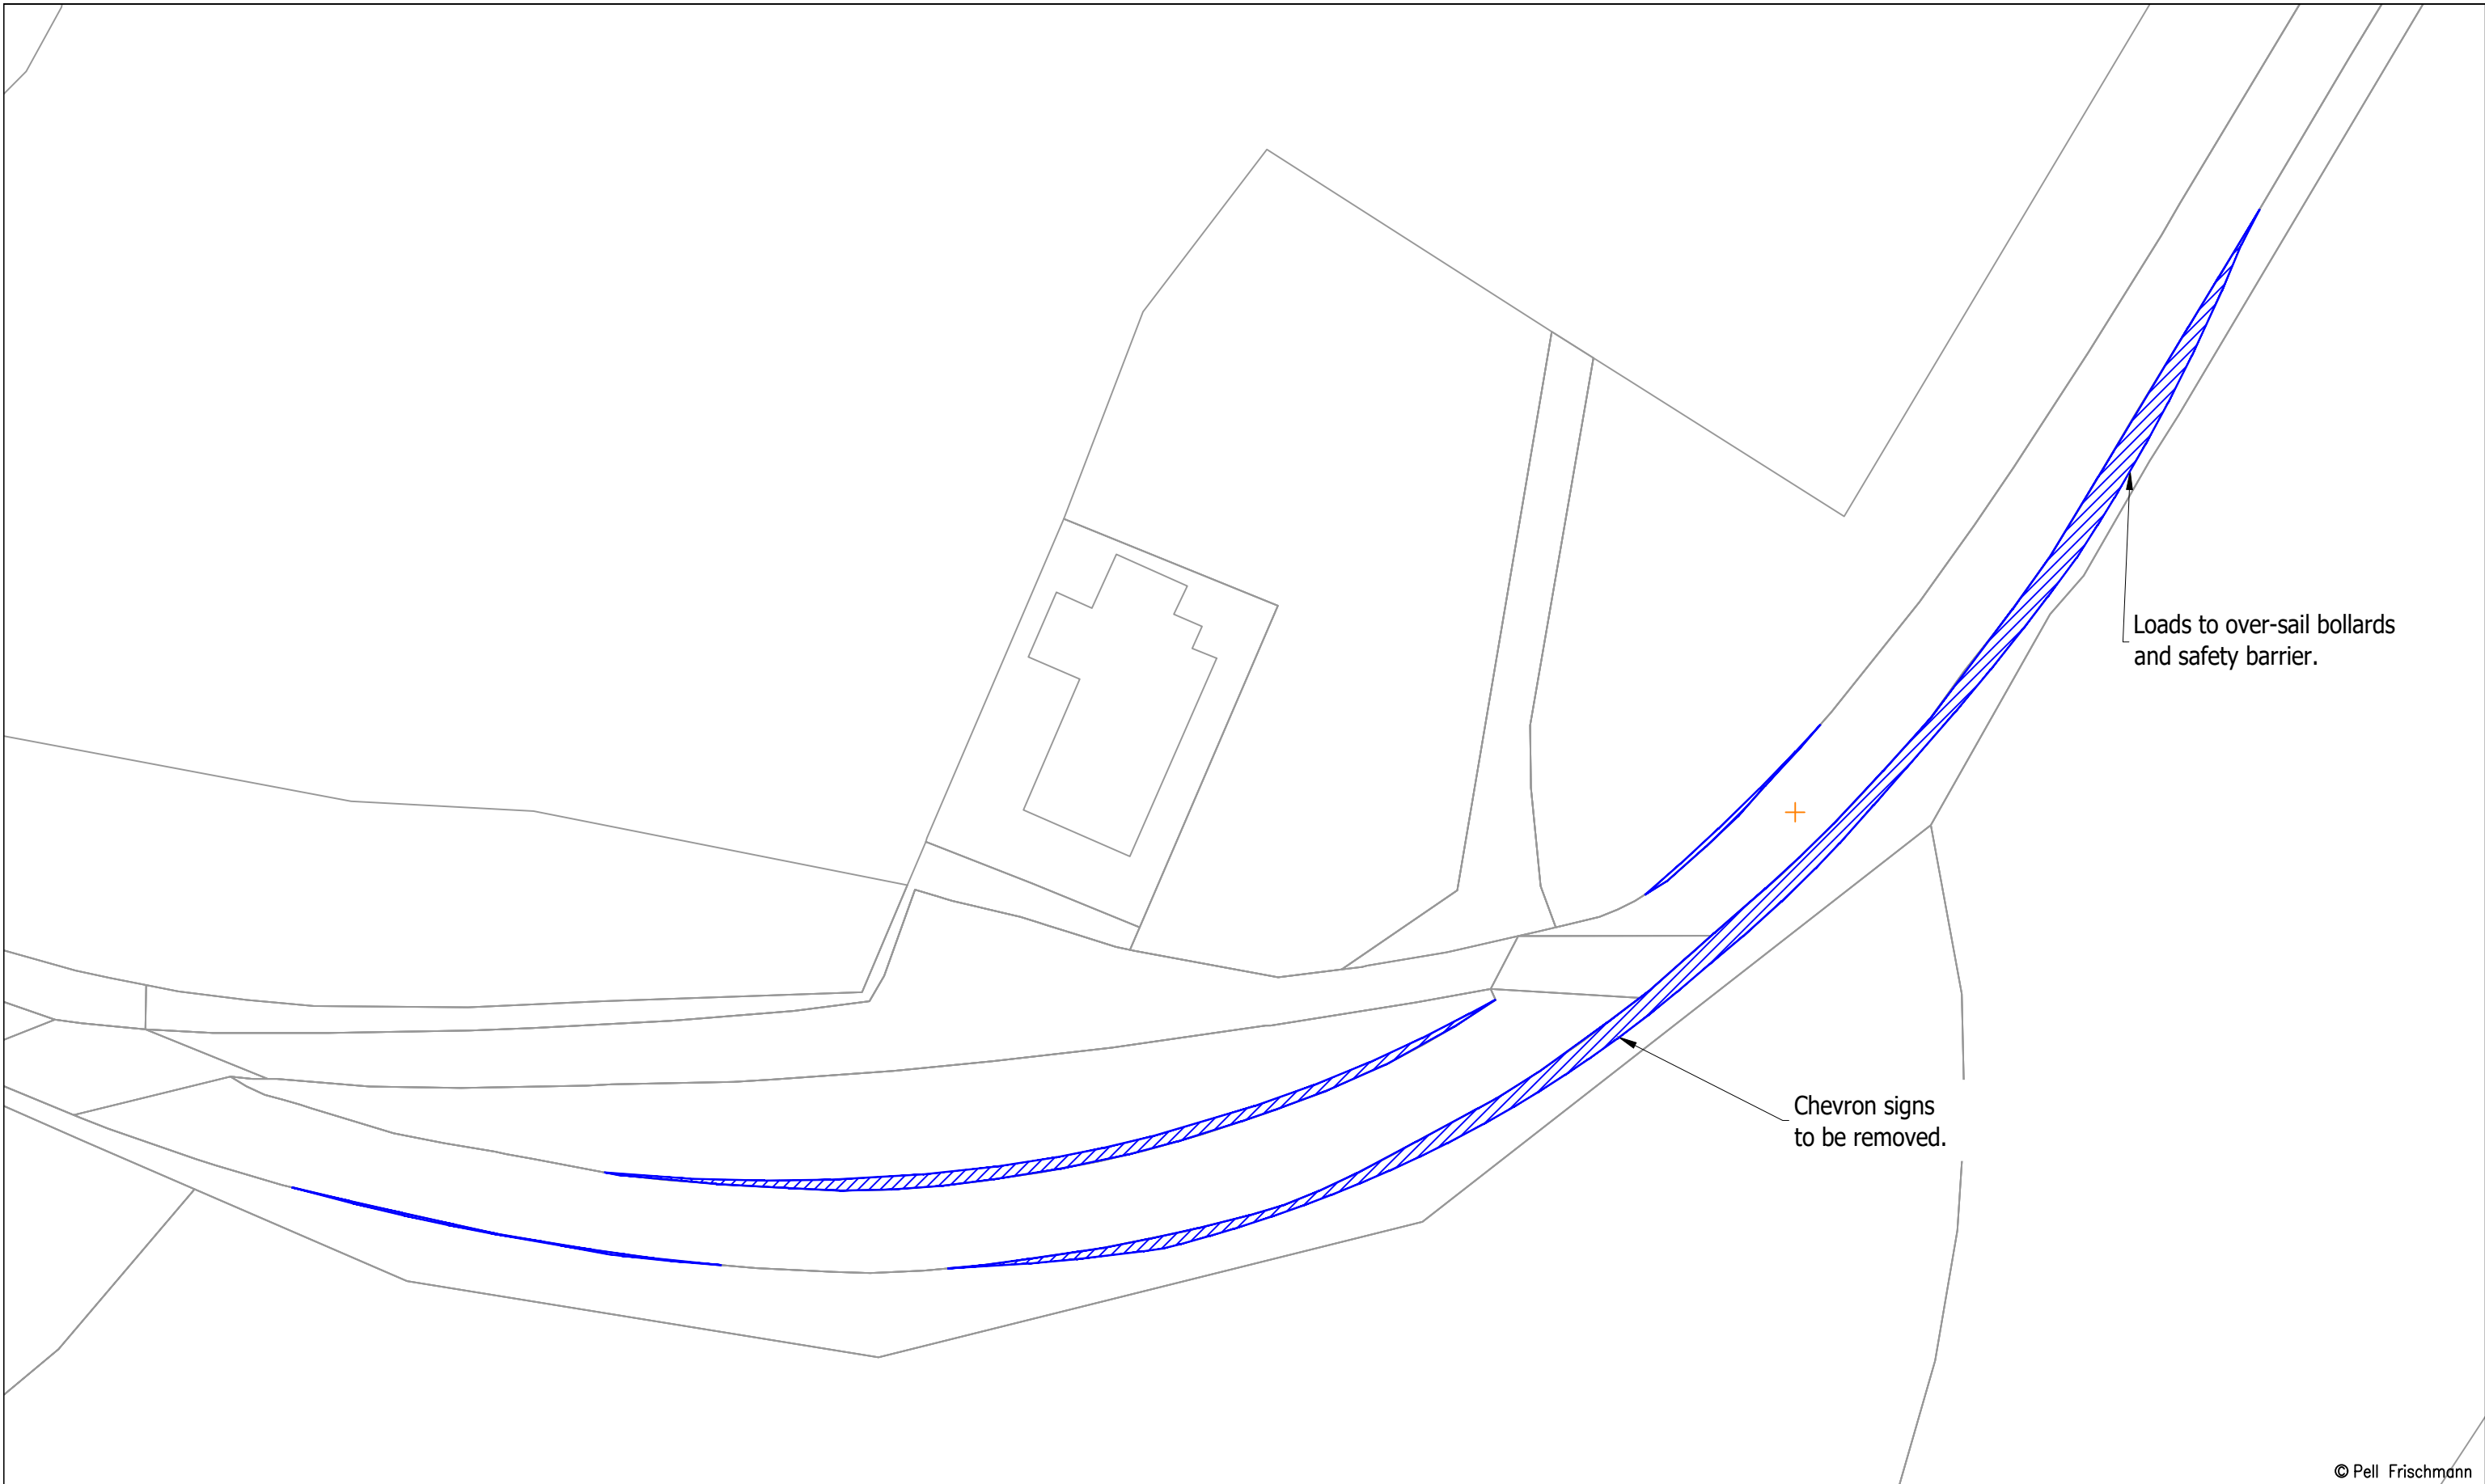 Loads to over-sail bollards
and safety barrier.
Chevron signs
to be removed.
© Pell Frischmann